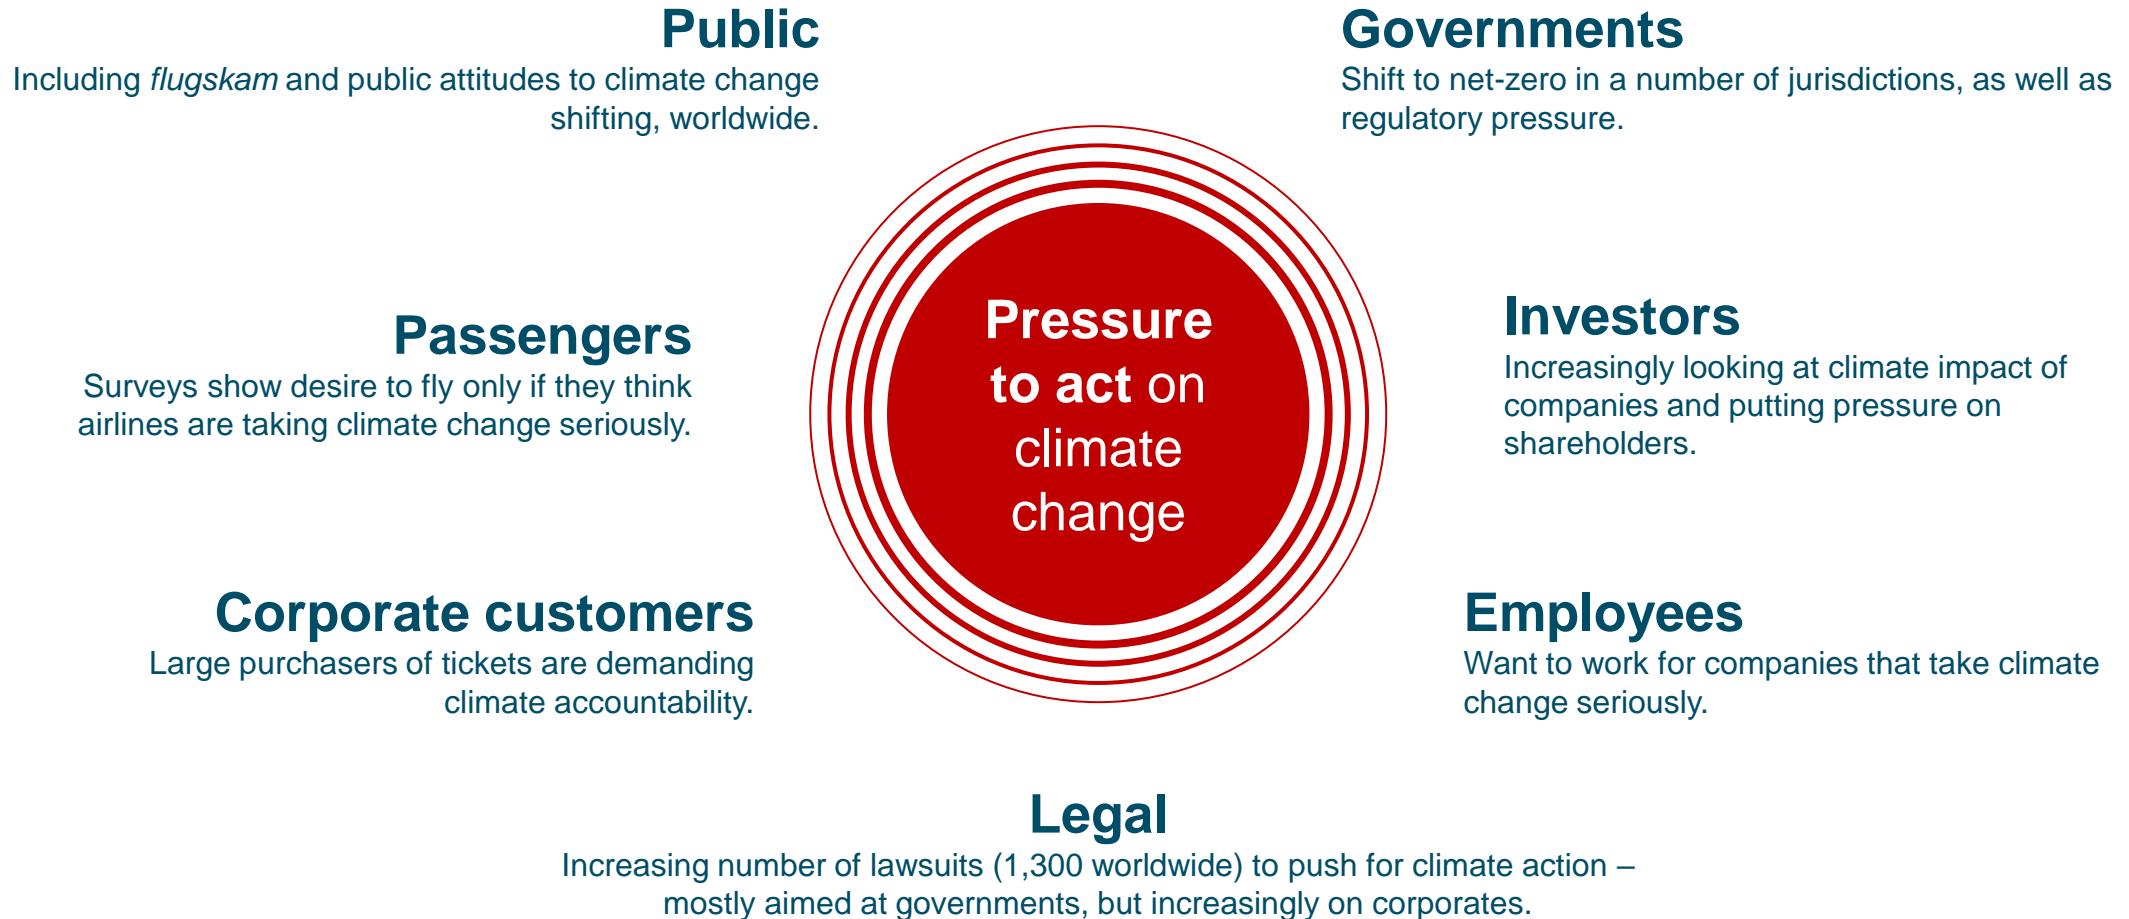 Public
Including flugskam and public attitudes to climate change
shifting, worldwide.
Governments
Shift to net-zero in a number of jurisdictions, as well as
regulatory pressure.
Passengers
Surveys show desire to fly only if they think
airlines are taking climate change seriously.
Pressure
to act on
climate
change
Investors
Increasingly looking at climate impact of
companies and putting pressure on
shareholders.
Corporate customers
Large purchasers of tickets are demanding
climate accountability.
Employees
Want to work for companies that take climate
change seriously.
Legal
Increasing number of lawsuits (1,300 worldwide) to push for climate action –
mostly aimed at governments, but increasingly on corporates.